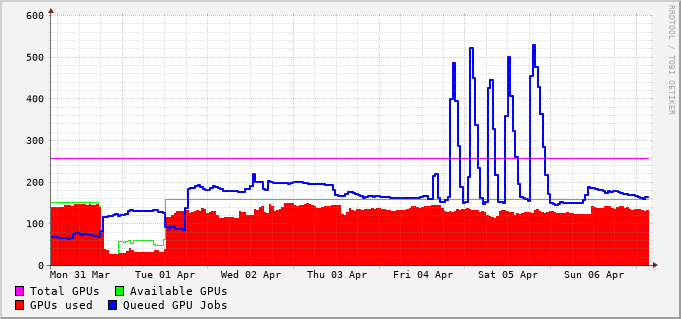 600
500
400
300
200
100
0
Mon 31 Mar Tue 01 Apr Wed 02 Apr Thu 03 Apr Fri 04 Apr Sat 05 Apr Sun 06 Apr
Total GPUs Available GPUs
GPUs used Queued GPU Jobs
RRDTOOL / TOBI OETIKER